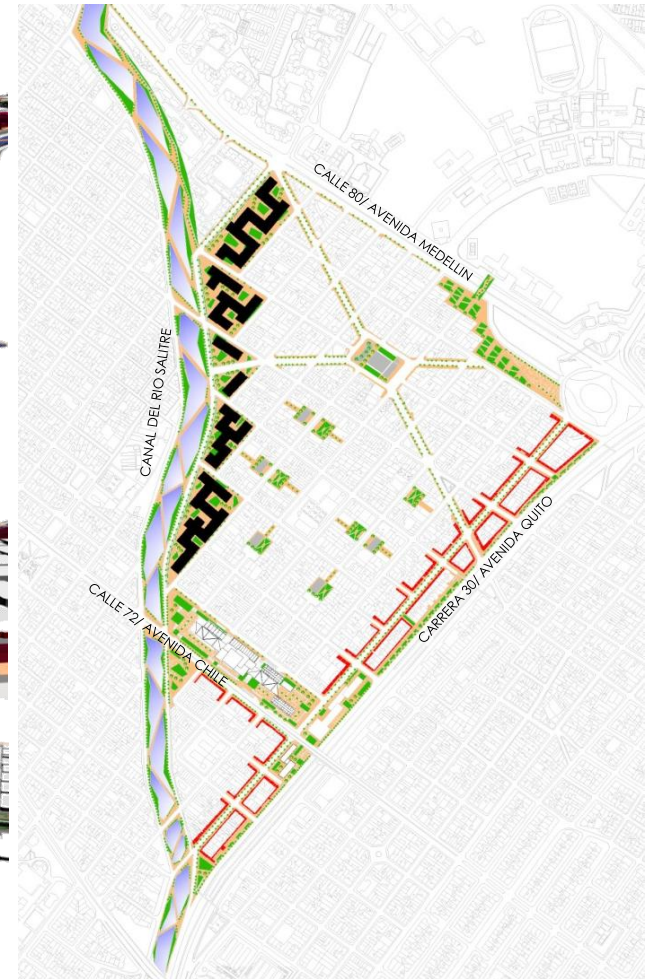 CALLE 80/ AVENIDA MEDELLIN
CANAL DEL RIO SALITRE
CARRERA 30/ AVENIDA QUITO
CALLE 72/ AVENIDA CHILE